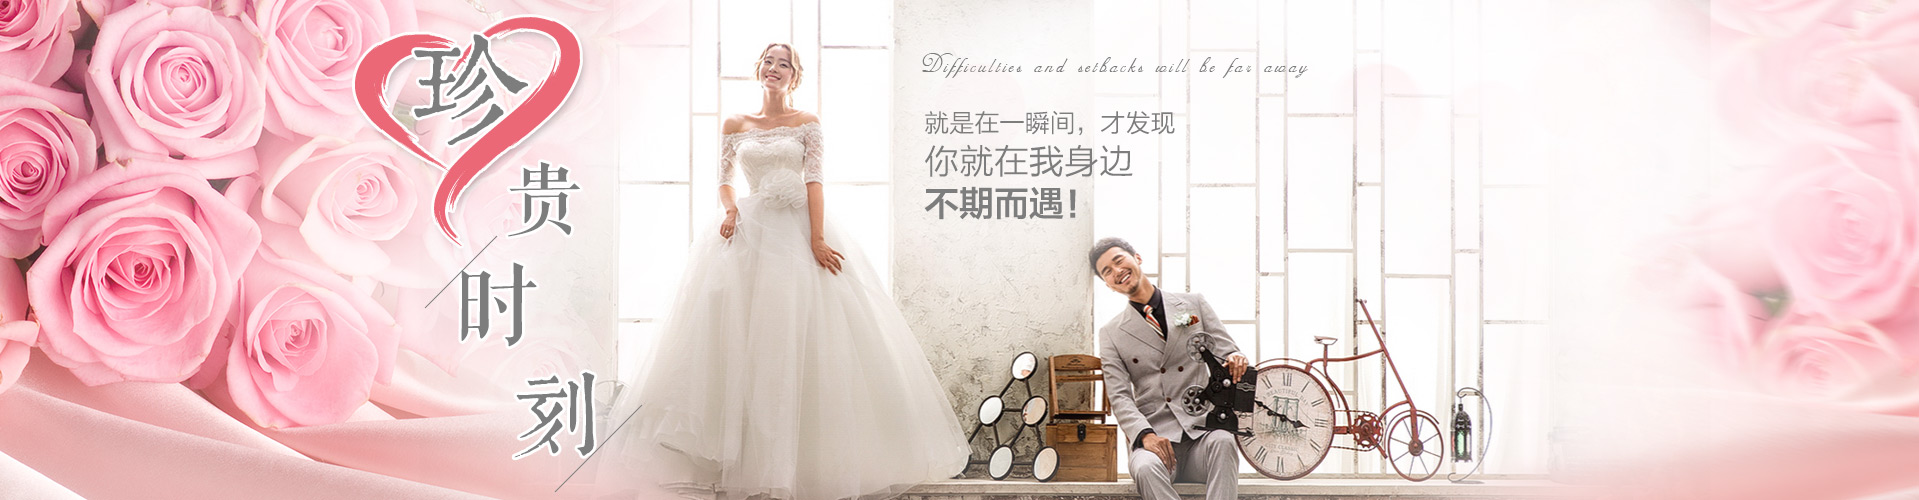 珍贵时刻
Difficulties and setbacks will be far away
就是在一瞬间，才发现
你就在我身边
不期而遇！